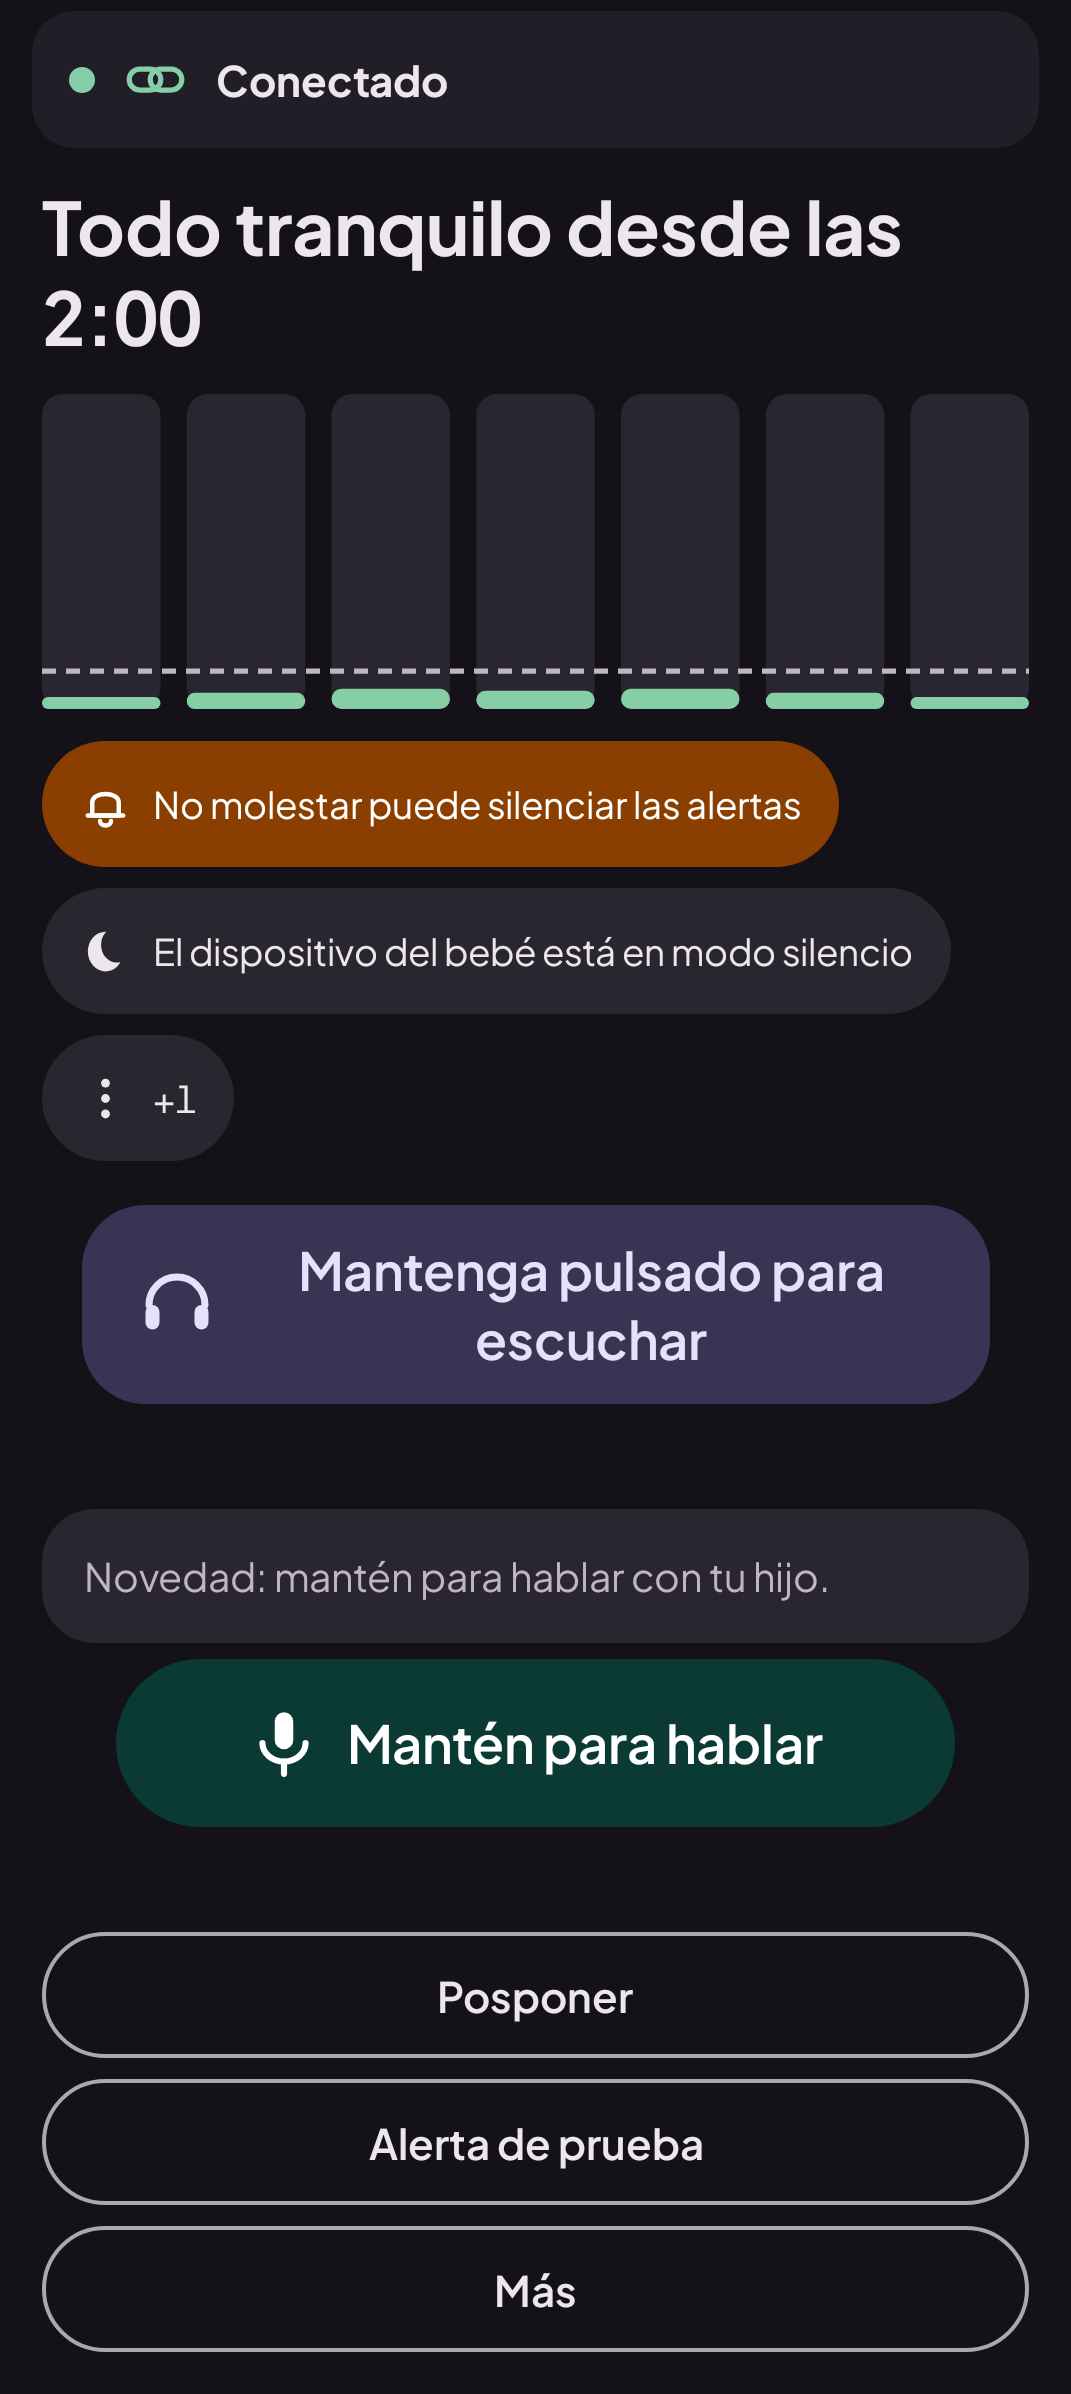 Conectado
Todo tranquilo desde las
2:00
No molestar puede silenciar las alertas
El dispositivo del bebé está en modo silencio
+1
Mantenga pulsado para
escuchar
Novedad: mantén para hablar con tu hijo.
Mantén para hablar
Posponer
Alerta de prueba
Más